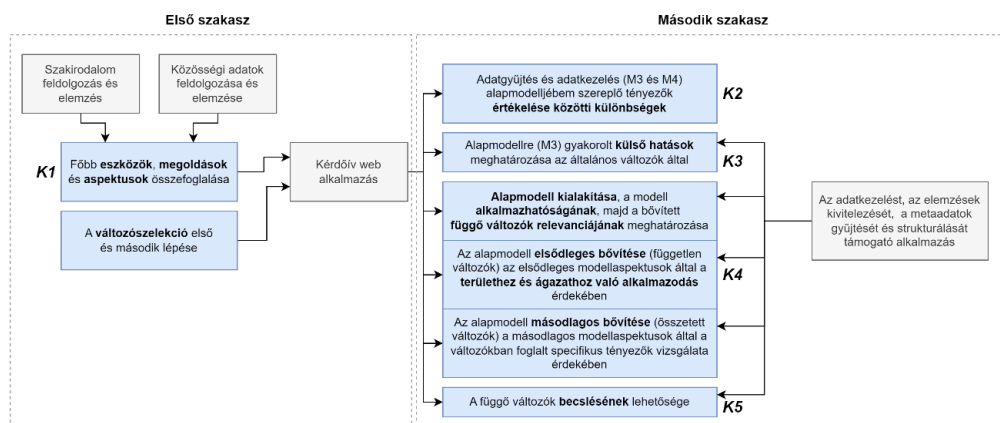 Első szakasz
Második szakasz
Szakirodalom
feldolgozás és
elemzés
Közösségi adatok
feldolgozása és
elemzése
K1
Főbb eszközök, megoldások
és aspektusok összefoglalása
A változószelekció első
és második lépése
Kérdőív web
alkalmazás
Adatgyűjtés és adatkezelés (M3 és M4)
alapmodelljébem szereplő tényezők
értékelése közötti különbségek
K2
Alapmodellre (M3) gyakorolt külső hatások
meghatározása az általános változók által
K3
Alapmodell kialakítása, a modell
alkalmazhatóságának, majd a bővített
függő változók relevanciájának meghatározása
Az alapmodell elsődleges bővítése (független
változók) az elsődleges modellaspektusok által a
területhez és ágazathoz való alkalmazodás
érdekében
K4
Az alapmodell másodlagos bővítése (összetett
változók) a másodlagos modellaspektusok által a
változókban foglalt specifikus tényezők vizsgálata
érdekében
A függő változók becslésének lehetősége
K5
Az adatkezelést, az elemzések
kivitelezését, a metaadatok
gyűjtését és strukturálását
támogató alkalmazás